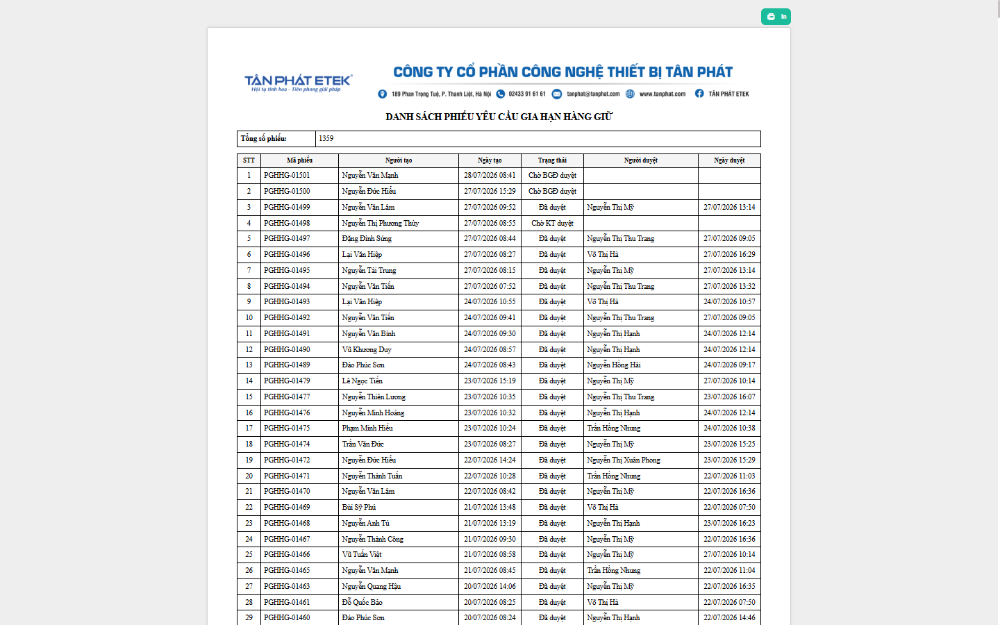 In
TÂN PHÁT ETEK®
Hội tụ tinh hoa - Tiên phong giải pháp
CÔNG TY CỔ PHẦN CÔNG NGHỆ THIẾT BỊ TÂN PHÁT
189 Phan Trọng Tuệ, P. Thanh Liệt, Hà Nội 02433 91 61 61 tanphat@tanphat.com www.tanphat.com TÂN PHÁT ETEK
DANH SÁCH PHIẾU YÊU CẦU GIA HẠN HÀNG GIỮ
Tổng số phiếu: 1359
STT Mã phiếu Người tạo Ngày tạo Trạng thái Người duyệt Ngày duyệt
1 PGHHG-01501 Nguyễn Văn Mạnh 28/07/2026 08:41 Chờ BGĐ duyệt
2 PGHHG-01500 Nguyễn Đức Hiếu 27/07/2026 15:29 Chờ BGĐ duyệt
3 PGHHG-01499 Nguyễn Văn Lâm 27/07/2026 09:52 Đã duyệt Nguyễn Thị Mỹ 27/07/2026 13:14
4 PGHHG-01498 Nguyễn Thị Phương Thùy 27/07/2026 08:55 Chờ KT duyệt
5 PGHHG-01497 Đặng Đình Sứng 27/07/2026 08:44 Đã duyệt Nguyễn Thị Thu Trang 27/07/2026 09:05
6 PGHHG-01496 Lại Văn Hiệp 27/07/2026 08:27 Đã duyệt Võ Thị Hà 27/07/2026 16:29
7 PGHHG-01495 Nguyễn Tài Trung 27/07/2026 08:15 Đã duyệt Nguyễn Thị Mỹ 27/07/2026 13:14
8 PGHHG-01494 Nguyễn Văn Tiến 27/07/2026 07:52 Đã duyệt Nguyễn Thị Thu Trang 27/07/2026 13:32
9 PGHHG-01493 Lại Văn Hiệp 24/07/2026 10:55 Đã duyệt Võ Thị Hà 24/07/2026 10:57
10 PGHHG-01492 Nguyễn Văn Tiến 24/07/2026 09:41 Đã duyệt Nguyễn Thị Thu Trang 27/07/2026 09:05
11 PGHHG-01491 Nguyễn Văn Bình 24/07/2026 09:30 Đã duyệt Nguyễn Thị Hạnh 24/07/2026 12:14
12 PGHHG-01490 Vũ Khương Duy 24/07/2026 08:57 Đã duyệt Nguyễn Thị Hạnh 24/07/2026 12:14
13 PGHHG-01489 Đào Phúc Sơn 24/07/2026 08:43 Đã duyệt Nguyễn Hồng Hải 24/07/2026 09:17
14 PGHHG-01479 Lê Ngọc Tiến 23/07/2026 15:19 Đã duyệt Nguyễn Thị Mỹ 27/07/2026 10:14
15 PGHHG-01477 Nguyễn Thiên Lương 23/07/2026 10:35 Đã duyệt Nguyễn Thị Thu Trang 23/07/2026 16:07
16 PGHHG-01476 Nguyễn Minh Hoàng 23/07/2026 10:32 Đã duyệt Nguyễn Thị Hạnh 24/07/2026 12:14
17 PGHHG-01475 Phạm Minh Hiếu 23/07/2026 10:24 Đã duyệt Trần Hồng Nhung 24/07/2026 10:38
18 PGHHG-01474 Trần Văn Đức 23/07/2026 08:27 Đã duyệt Nguyễn Thị Mỹ 23/07/2026 15:25
19 PGHHG-01472 Nguyễn Đức Hiếu 22/07/2026 14:24 Đã duyệt Nguyễn Thị Xuân Phong 23/07/2026 15:29
20 PGHHG-01471 Nguyễn Thành Tuấn 22/07/2026 10:28 Đã duyệt Trần Hồng Nhung 22/07/2026 11:03
21 PGHHG-01470 Nguyễn Văn Lâm 22/07/2026 08:42 Đã duyệt Nguyễn Thị Mỹ 22/07/2026 16:36
22 PGHHG-01469 Bùi Sỹ Phú 21/07/2026 13:48 Đã duyệt Võ Thị Hà 22/07/2026 07:50
23 PGHHG-01468 Nguyễn Anh Tú 21/07/2026 13:19 Đã duyệt Nguyễn Thị Hạnh 23/07/2026 16:23
24 PGHHG-01467 Nguyễn Thành Công 21/07/2026 09:30 Đã duyệt Nguyễn Thị Mỹ 22/07/2026 16:36
25 PGHHG-01466 Vũ Tuấn Việt 21/07/2026 08:58 Đã duyệt Nguyễn Thị Mỹ 27/07/2026 10:14
26 PGHHG-01465 Nguyễn Văn Mạnh 21/07/2026 08:45 Đã duyệt Trần Hồng Nhung 22/07/2026 11:04
27 PGHHG-01463 Nguyễn Quang Hậu 20/07/2026 14:06 Đã duyệt Nguyễn Thị Mỹ 22/07/2026 16:35
28 PGHHG-01461 Đỗ Quốc Bảo 20/07/2026 08:25 Đã duyệt Võ Thị Hà 22/07/2026 07:50
29 PGHHG-01460 Đào Phúc Sơn 20/07/2026 08:24 Đã duyệt Nguyễn Thị Hạnh 22/07/2026 14:46